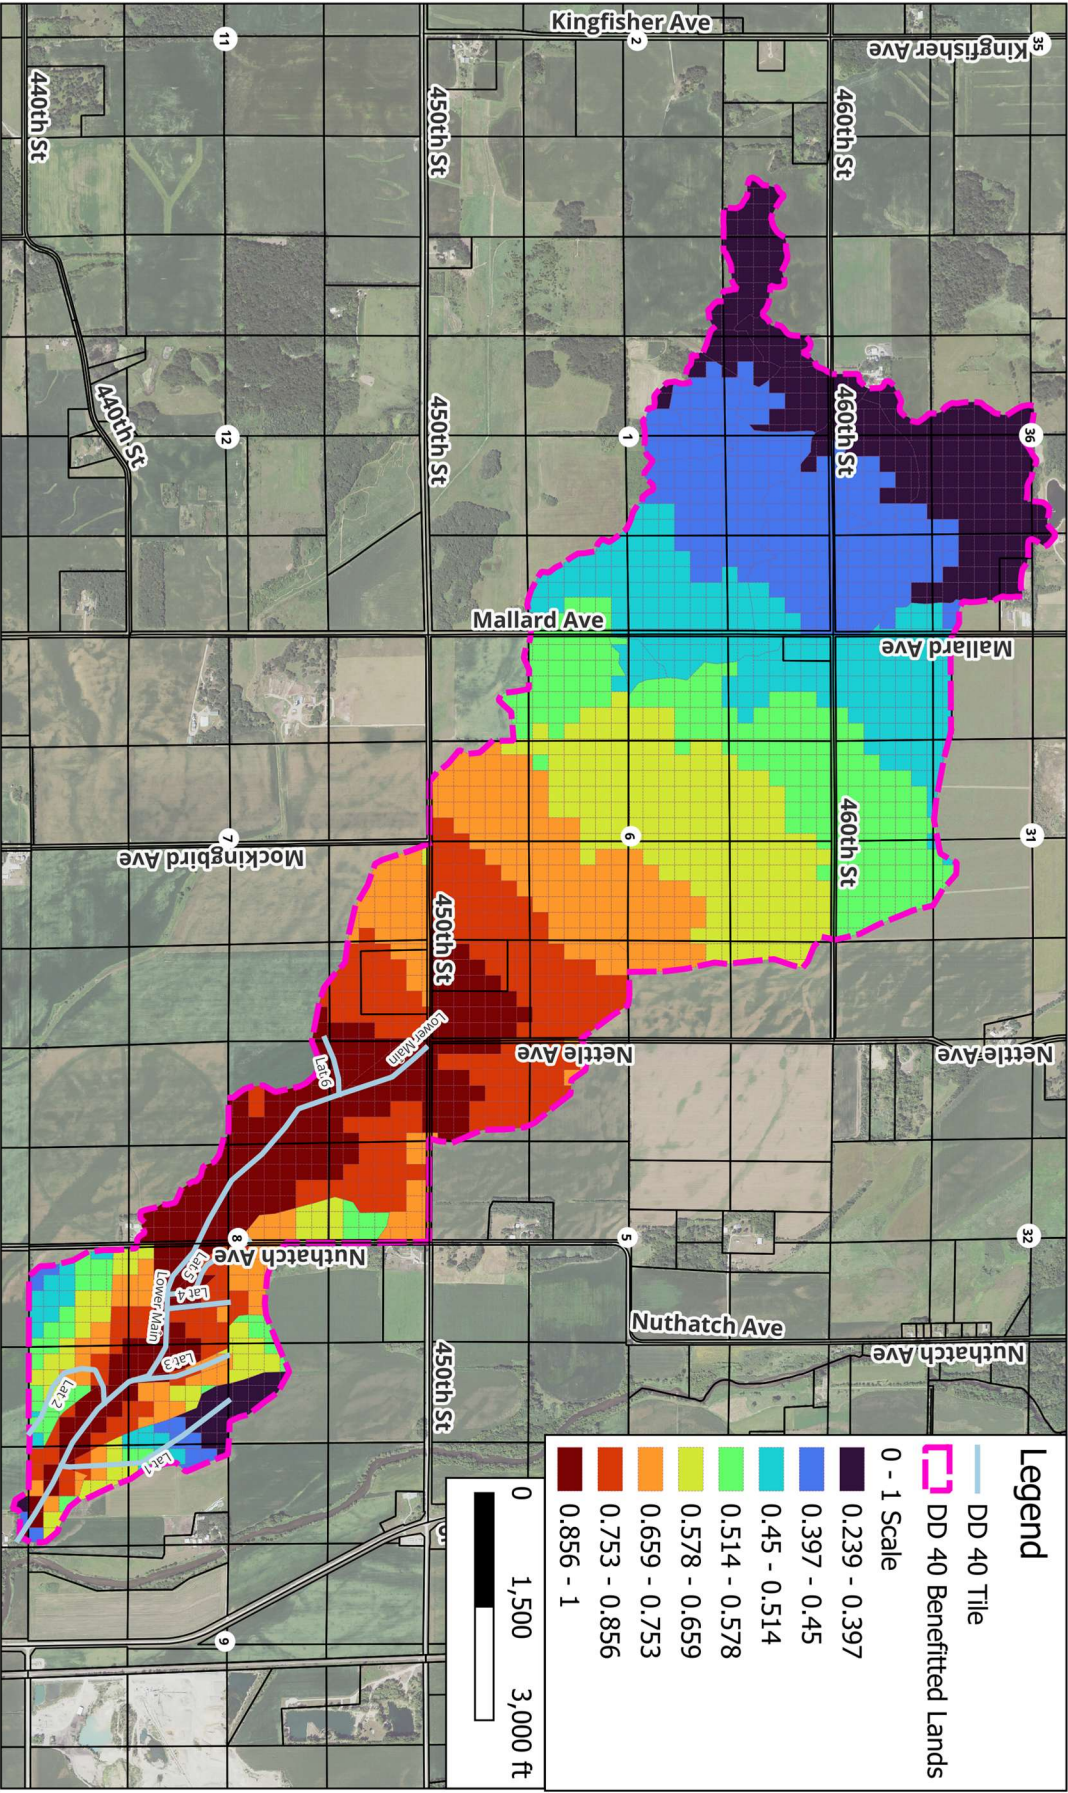 Kingfisher Ave
Kingfisher Ave
11
2
35
440th St
450th St
460th St
440th St
450th St
460th St
12
1
36
Mallard Ave
Mallard Ave
7
6
31
Mockingbird Ave
460th St
450th St
Lower Main
Lat 6
Nettle Ave
Nettle Ave
8
5
32
Nuthatch Ave
Nuthatch Ave
Nuthatch Ave
Lat 5
Lat 4
Lower Main
Lat 3
Lat 2
Lat 1
450th St
9
Legend
DD 40 Tile
DD 40 Benefitted Lands
0 - 1 Scale
0.239 - 0.397
0.397 - 0.45
0.45 - 0.514
0.514 - 0.578
0.578 - 0.659
0.659 - 0.753
0.753 - 0.856
0.856 - 1
0 1,500 3,000 ft